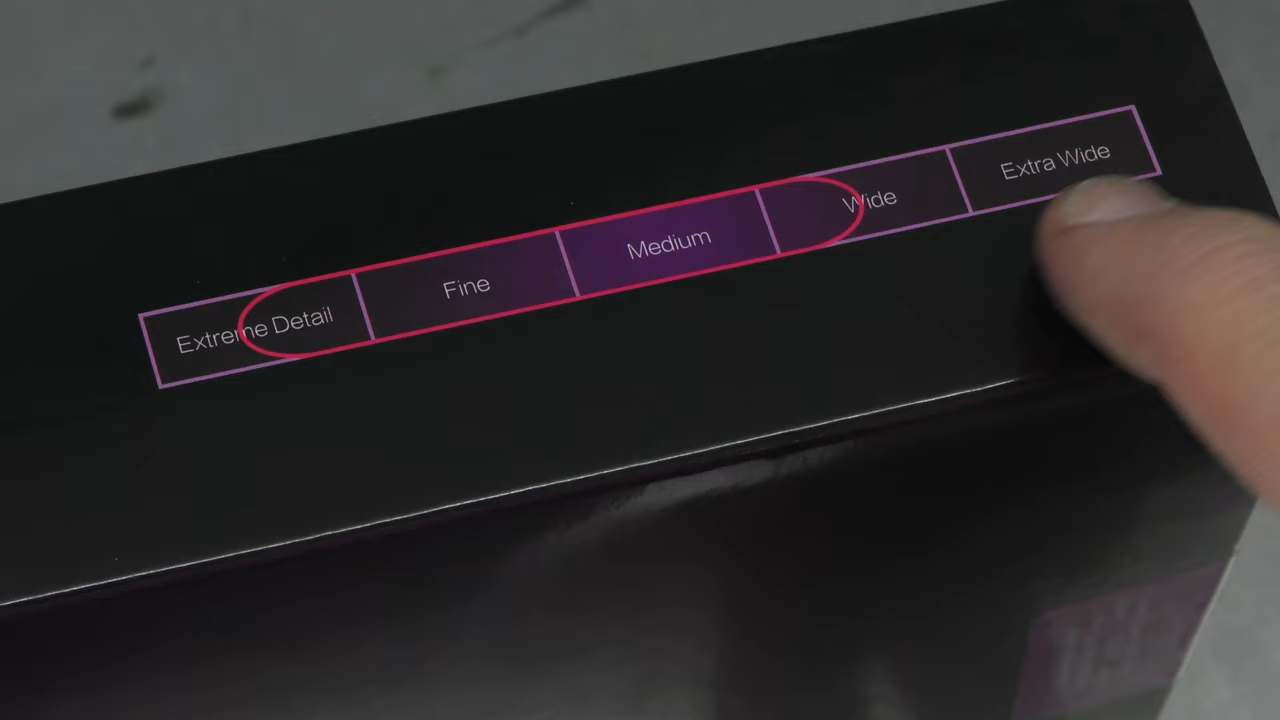 Extreme Detail
Fine
Medium
Wide
Extra Wide